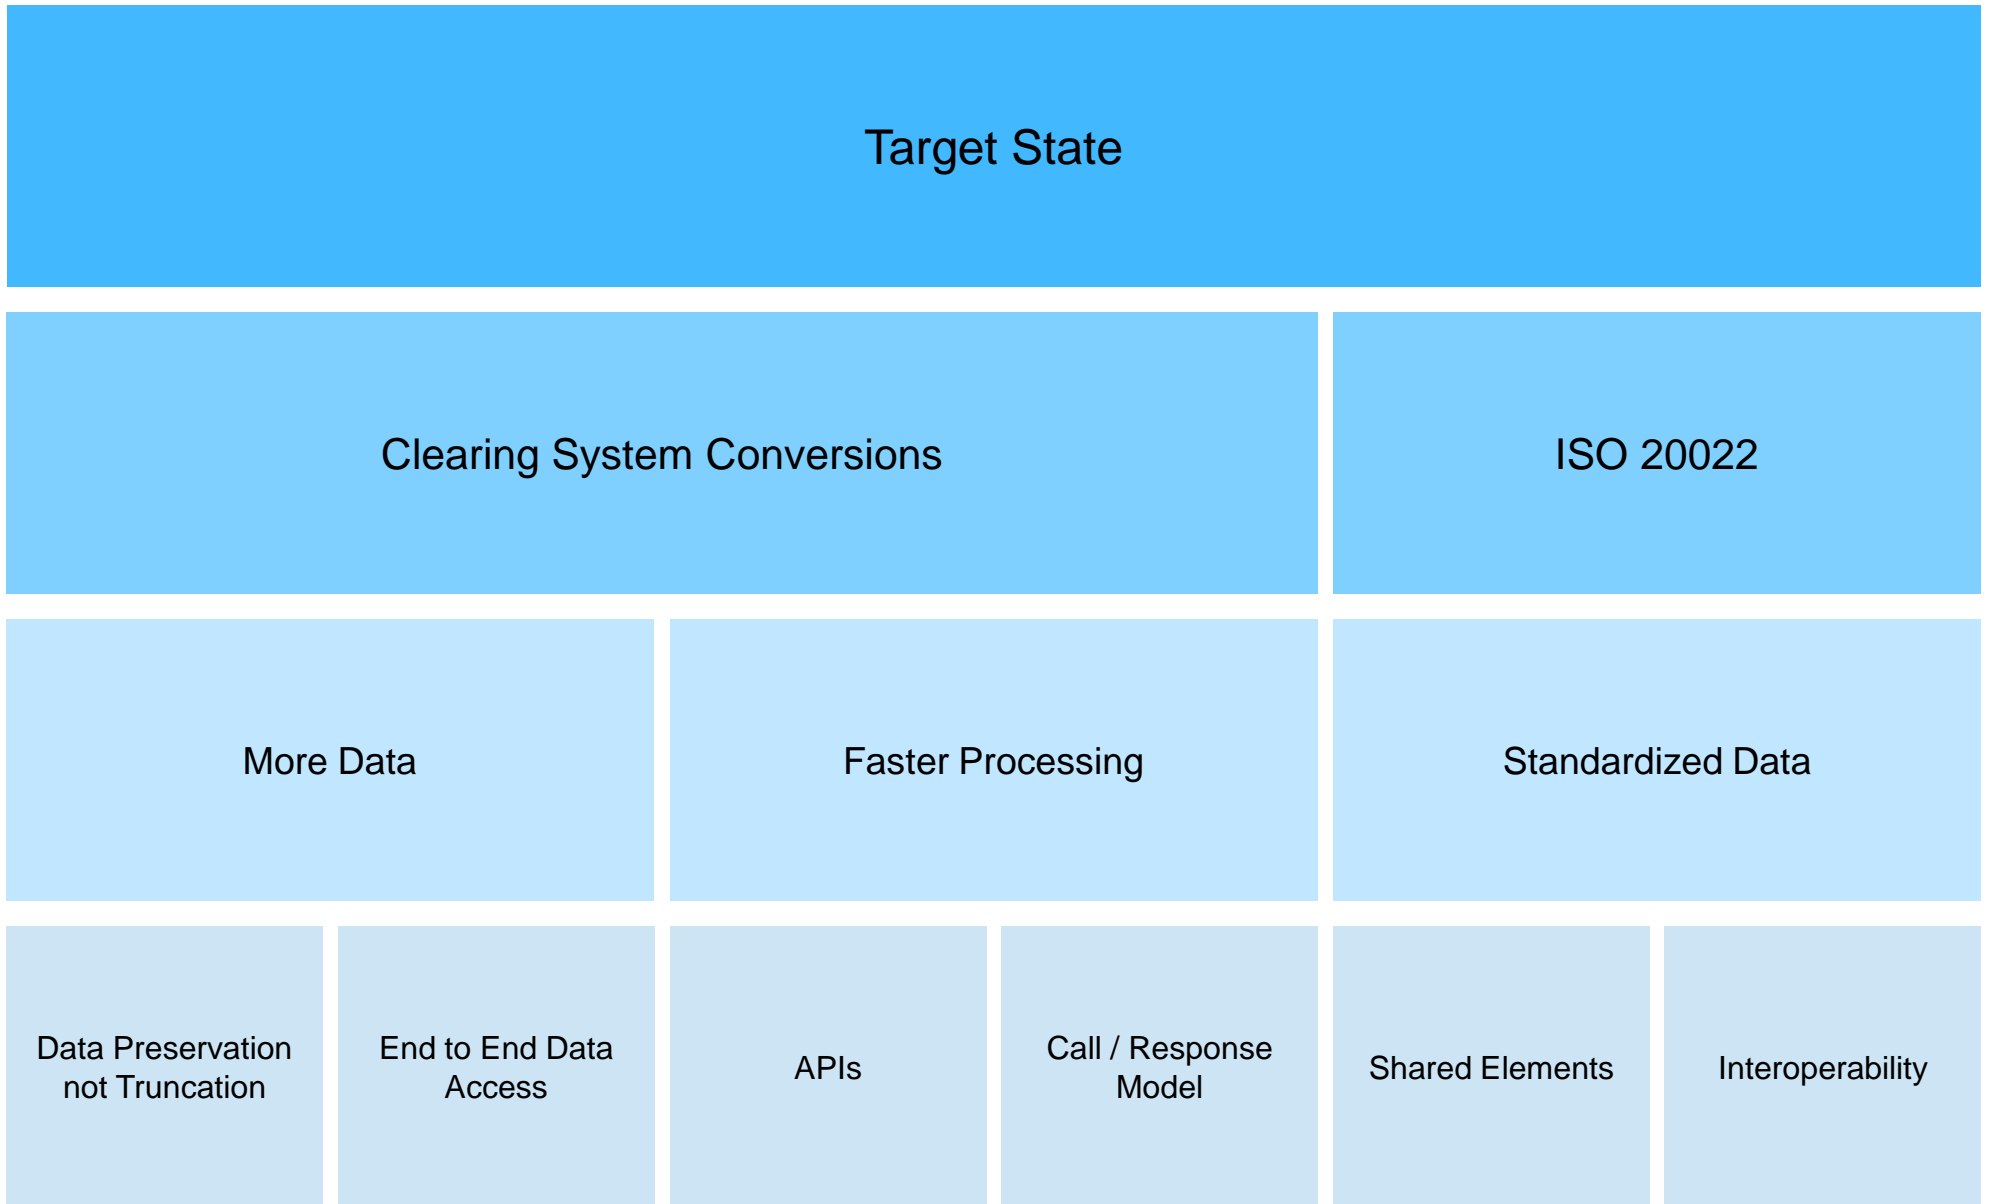 Target State
Clearing System Conversions
ISO 20022
More Data
Faster Processing
Standardized Data
Data Preservation
not Truncation
End to End Data
Access
APIs
Call / Response
Model
Shared Elements
Interoperability